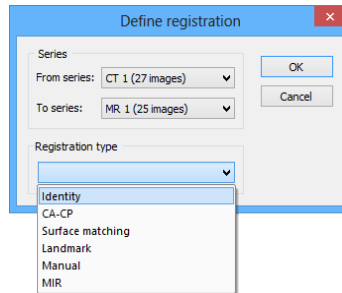 Define registration
Series
From series: CT 1 (27 images)
To series: MR 1 (25 images)
OK
Cancel
Registration type
Identity
CA-CP
Surface matching
Landmark
Manual
MIR